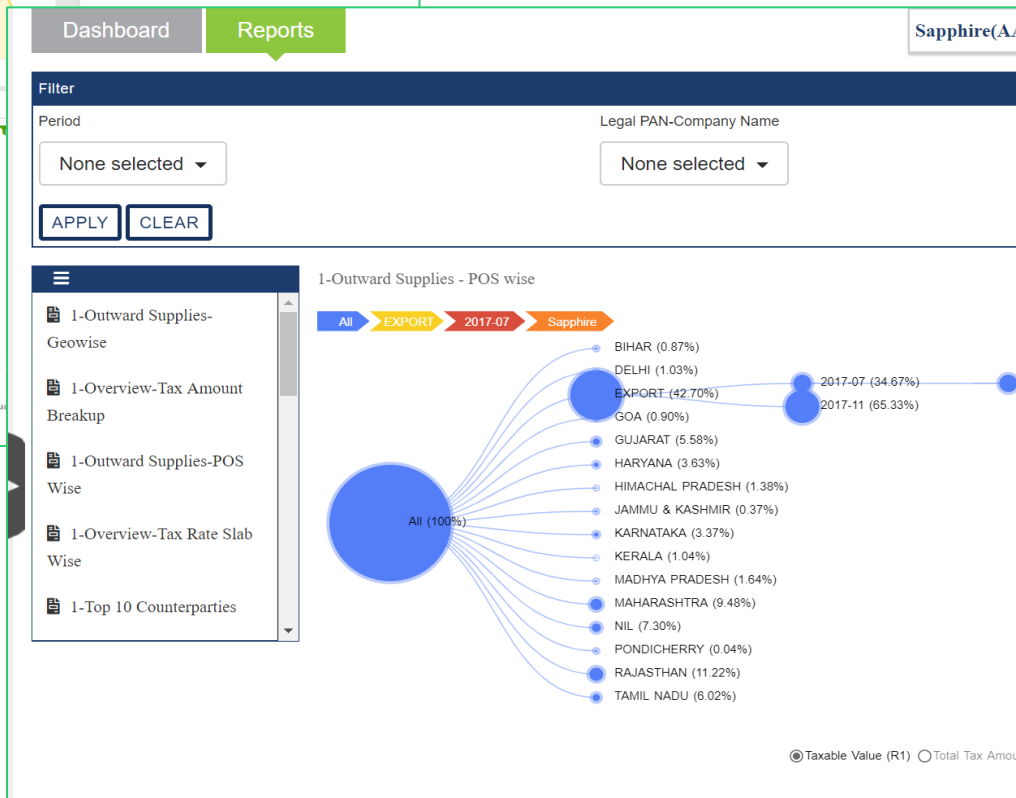 Dashboard
Reports
Sapphire(AA
Filter
Period
Legal PAN-Company Name
None selected
None selected
APPLY
CLEAR
1-Outward Supplies-
Geowise
1-Overview-Tax Amount
Breakup
1-Outward Supplies-POS
Wise
1-Overview-Tax Rate Slab
Wise
1-Top 10 Counterparties
1-Outward Supplies - POS wise
All
EXPORT
2017-07
Sapphire
All (100%)
BIHAR (0.87%)
DELHI (1.03%)
EXPORT (42.70%)
GOA (0.90%)
GUJARAT (5.58%)
HARYANA (3.63%)
HIMACHAL PRADESH (1.38%)
JAMMU & KASHMIR (0.37%)
KARNATAKA (3.37%)
KERALA (1.04%)
MADHYA PRADESH (1.64%)
MAHARASHTRA (9.48%)
NIL (7.30%)
PONDICHERRY (0.04%)
RAJASTHAN (11.22%)
TAMIL NADU (6.02%)
2017-07 (34.67%)
2017-11 (65.33%)
Taxable Value (R1)
Total Tax Amou